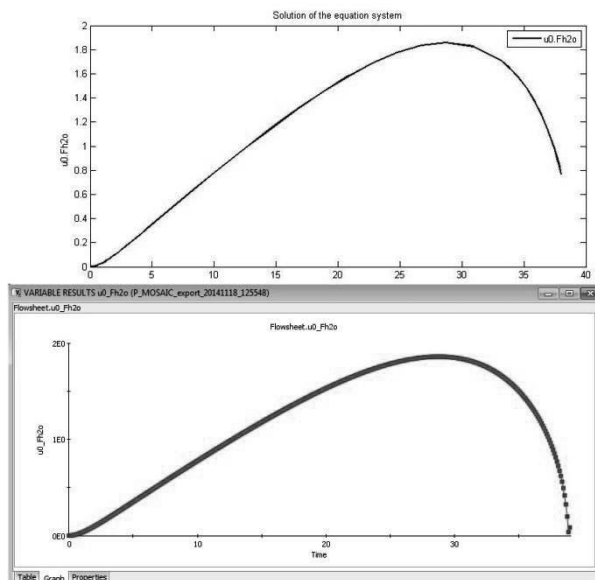 Solution of the equation system
2
1.8
1.6
1.4
1.2
1
0.8
0.6
0.4
0.2
0
u0.Fh2o
u0.Fh2o
0 5 10 15 20 25 30 35 40
VARIABLE RESULTS u0_Fh2o (P_MOSAIC_export_20141118_125548)
Flowsheet.u0_Fh2o
Flowsheet.u0_Fh2o
2E0
1E0
0E0
u0_Fh2o
0 10 20 30
Time
Table Graph Properties